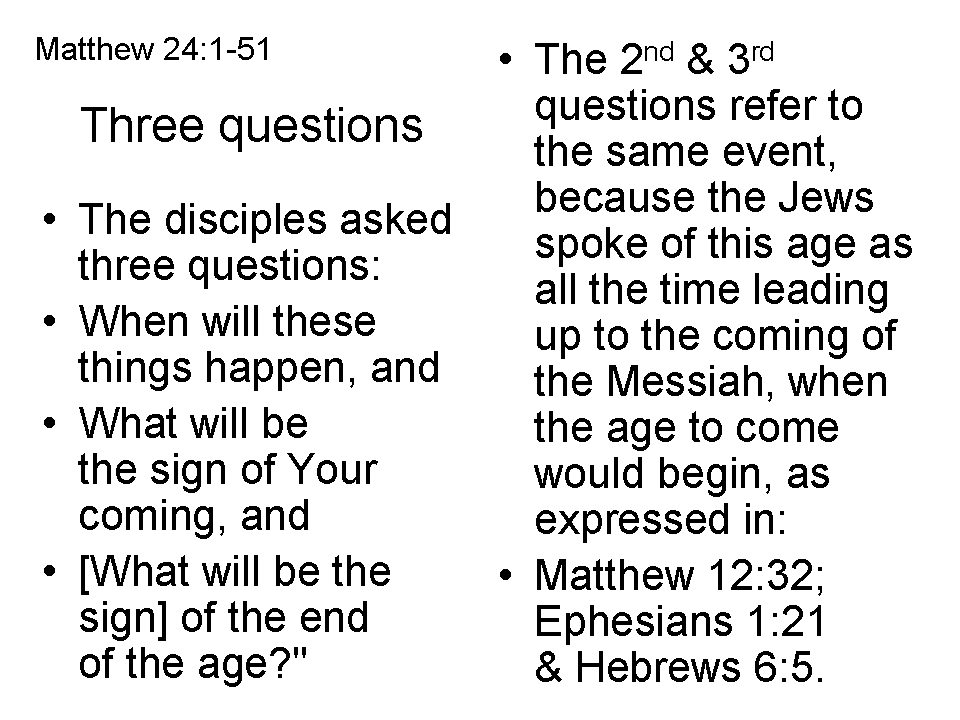 Matthew 24:1-51
Three questions
• The disciples asked
three questions:
• When will these
things happen, and
• What will be
the sign of Your
coming, and
• [What will be the
sign] of the end
of the age?"
• The 2nd & 3rd
questions refer to
the same event,
because the Jews
spoke of this age as
all the time leading
up to the coming of
the Messiah, when
the age to come
would begin, as
expressed in:
• Matthew 12:32;
Ephesians 1:21
& Hebrews 6:5.